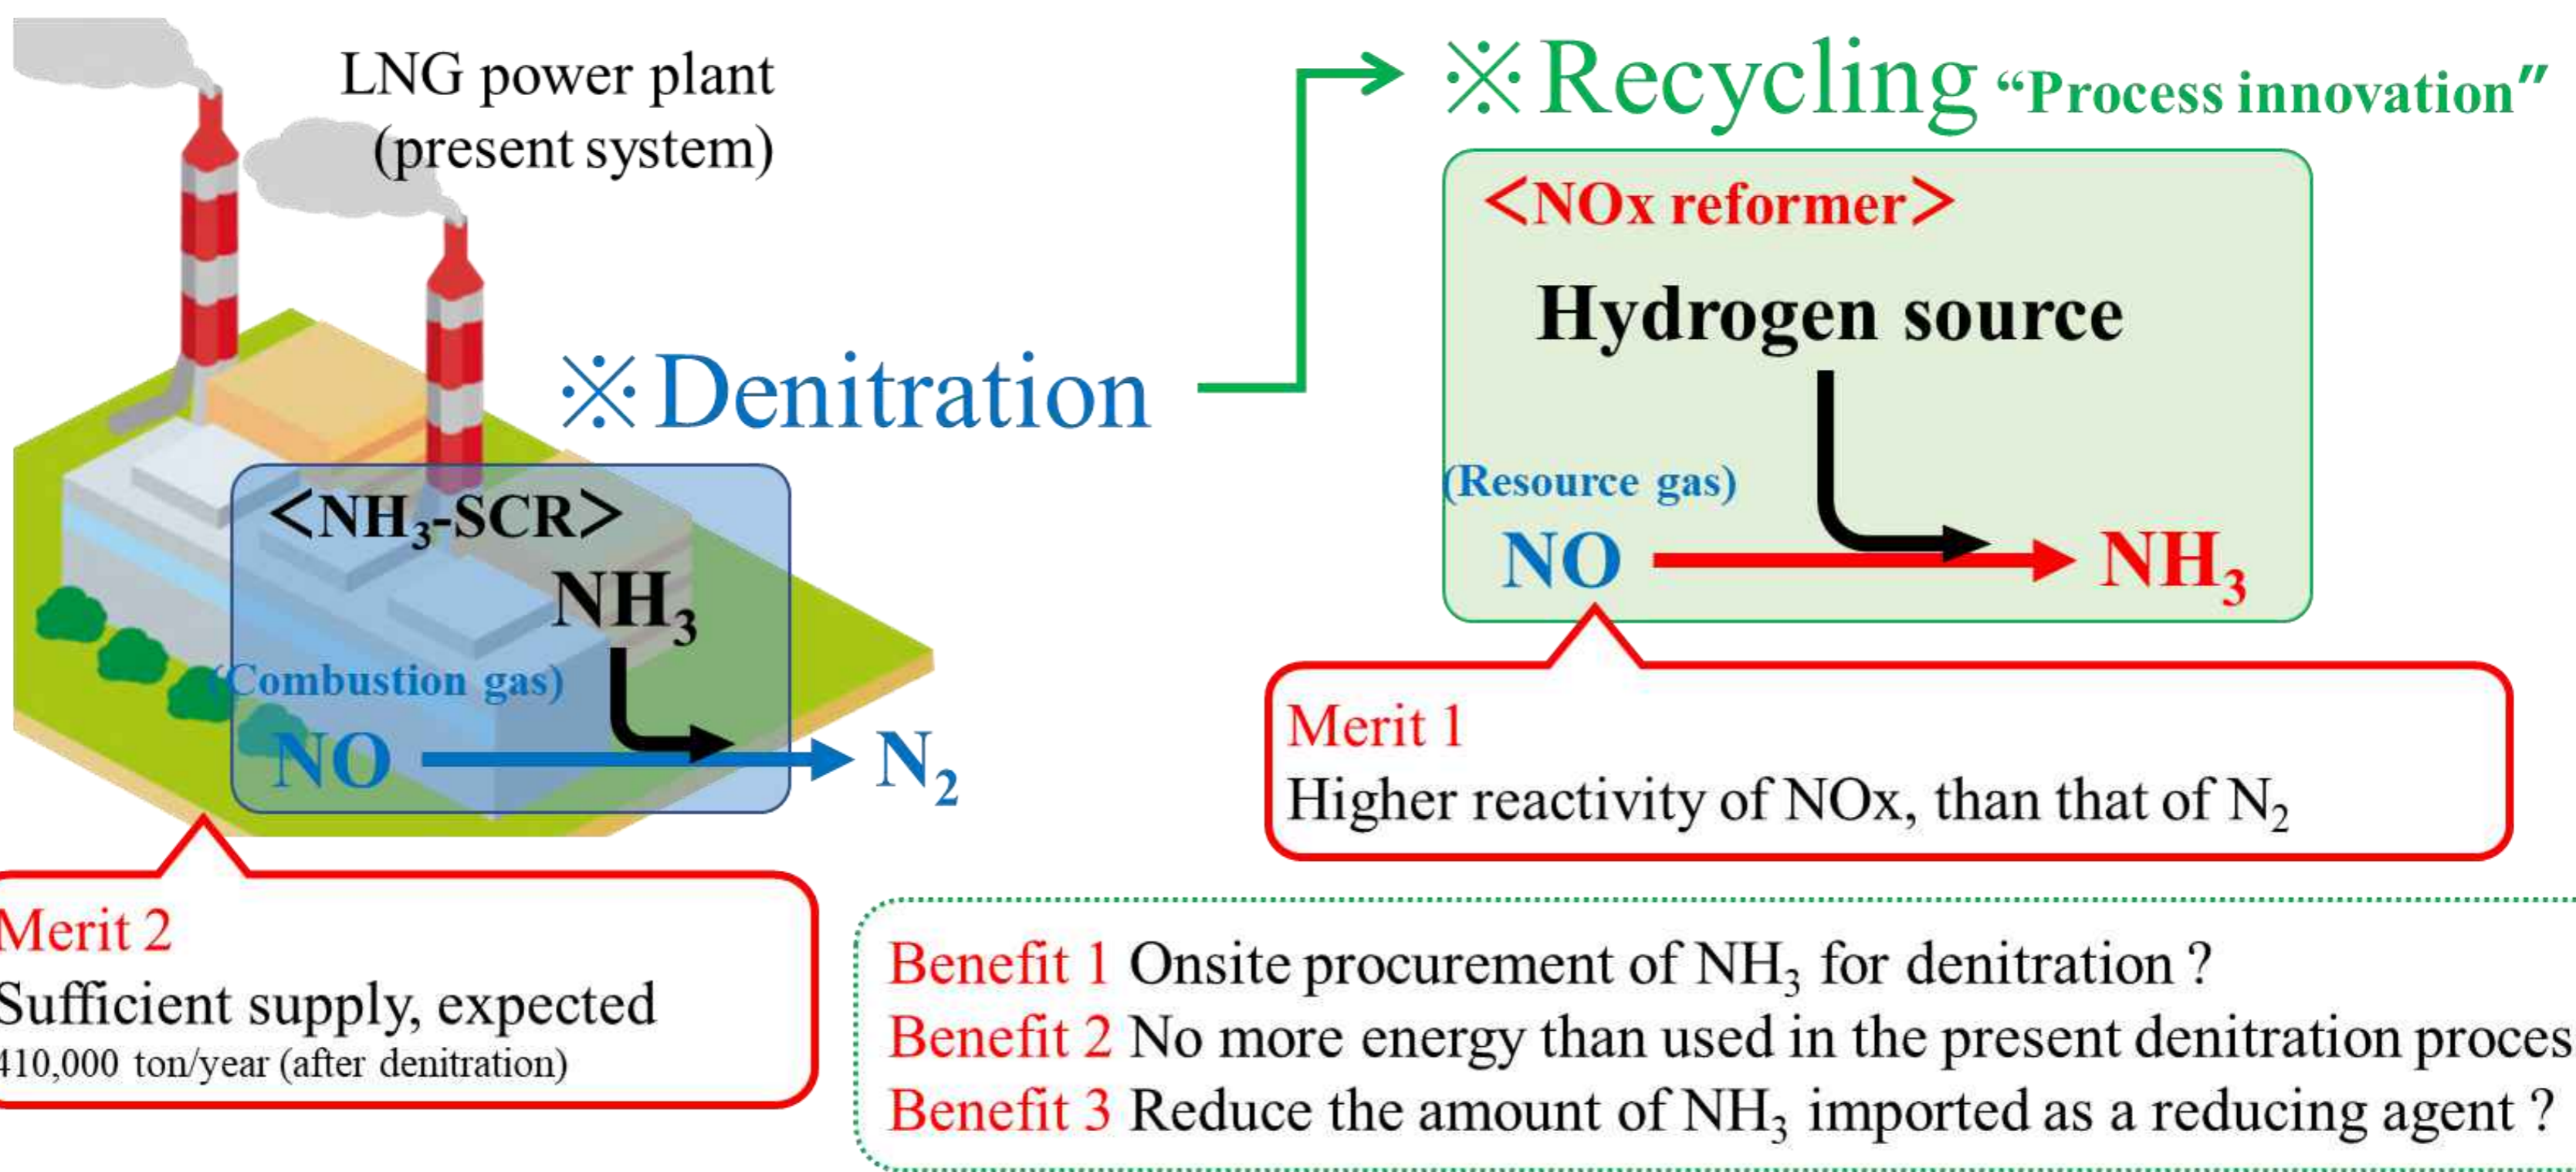 LNG power plant
(present system)
※Denitration
<NH₃-SCR>
NH₃
(Combustion gas)
NO
N₂
Merit 2
Sufficient supply, expected
410,000 ton/year (after denitration)
※Recycling “Process innovation”
<NOx reformer>
Hydrogen source
(Resource gas)
NO
NH₃
Merit 1
Higher reactivity of NOx, than that of N₂
Benefit 1 Onsite procurement of NH₃ for denitration ?
Benefit 2 No more energy than used in the present denitration proces
Benefit 3 Reduce the amount of NH₃ imported as a reducing agent ?